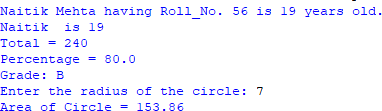 Naitik Mehta having Roll_No. 56 is 19 years old.
Naitik  is 19
Total = 240
Percentage = 80.0
Grade: B
Enter the radius of the circle: 7
Area of Circle = 153.86